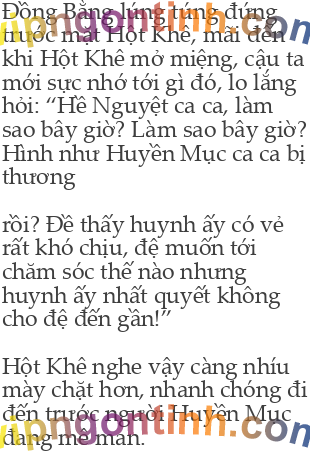 Đồng Bằng lúng túng đứng
trước mặt Hột Khê, mãi đến
khi Hột Khê mở miệng, cậu ta
mới sực nhớ tới gì đó, lo lắng
hỏi: “Hề Nguyệt ca ca, làm
sao bây giờ? Làm sao bây giờ?
Hình như Huyền Mục ca ca bị
thương
rồi? Đề thấy huynh ấy có vẻ
rất khó chịu, đệ muốn tới
chăm sóc thế nào nhưng
huynh ấy nhất quyết không
cho đệ đến gần!”
Hột Khê nghe vậy càng nhíu
mày chặt hơn, nhanh chóng đi
đến trước người Huyền Mục
đang mê man.
vipngontinh.com
vipngontinh.com